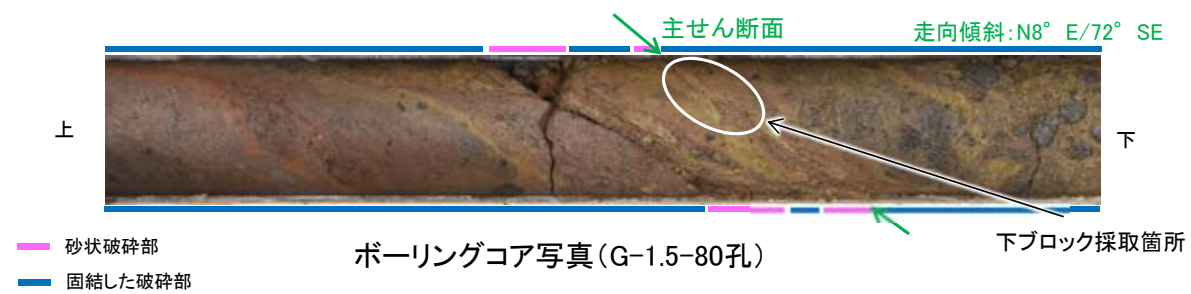 主せん断面
走向傾斜:N8°E/72°SE
上
下
砂状破砕部
固結した破砕部
ボーリングコア写真(G-1.5-80孔)
下ブロック採取箇所